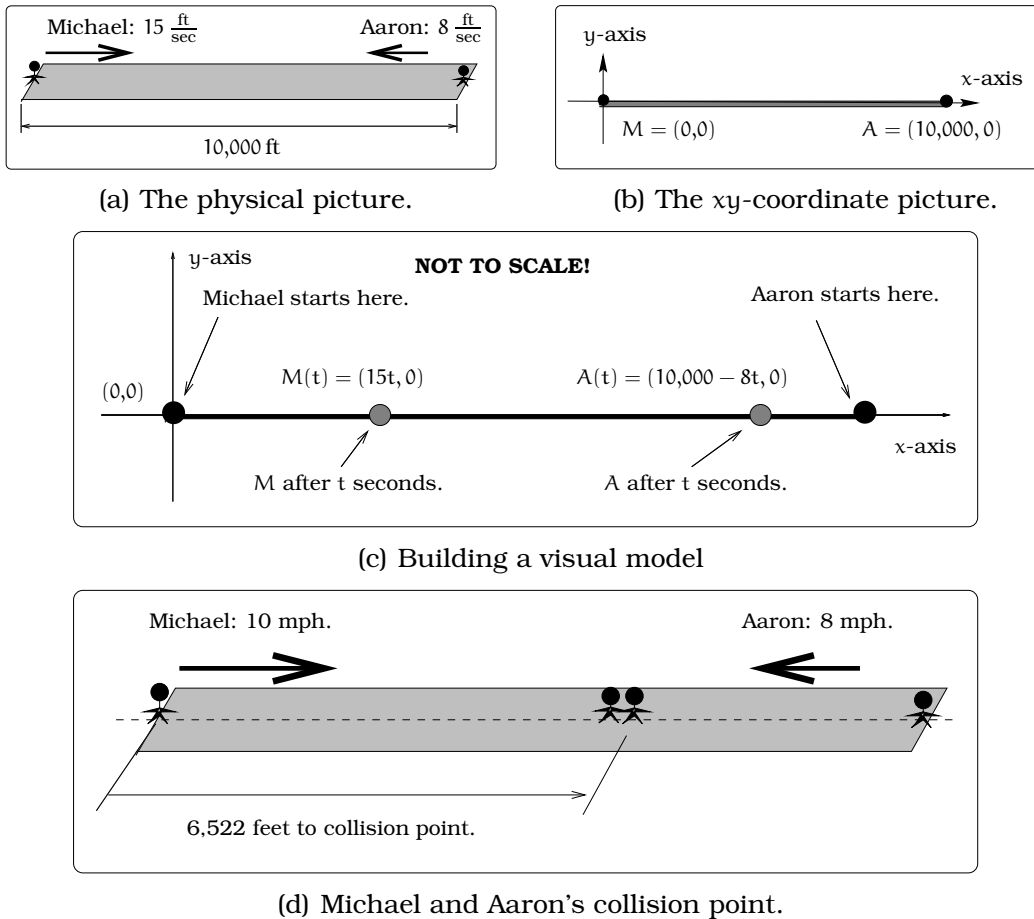 Michael: 15 ft/sec Aaron: 8 ft/sec
10,000 ft
(a) The physical picture.
y-axis
x-axis
M = (0,0) A = (10,000, 0)
(b) The xy-coordinate picture.
y-axis NOT TO SCALE!
Michael starts here. Aaron starts here.
(0,0) M(t) = (15t, 0) A(t) = (10,000 − 8t, 0)
x-axis
M after t seconds. A after t seconds.
(c) Building a visual model
Michael: 10 mph. Aaron: 8 mph.
6,522 feet to collision point.
(d) Michael and Aaron's collision point.